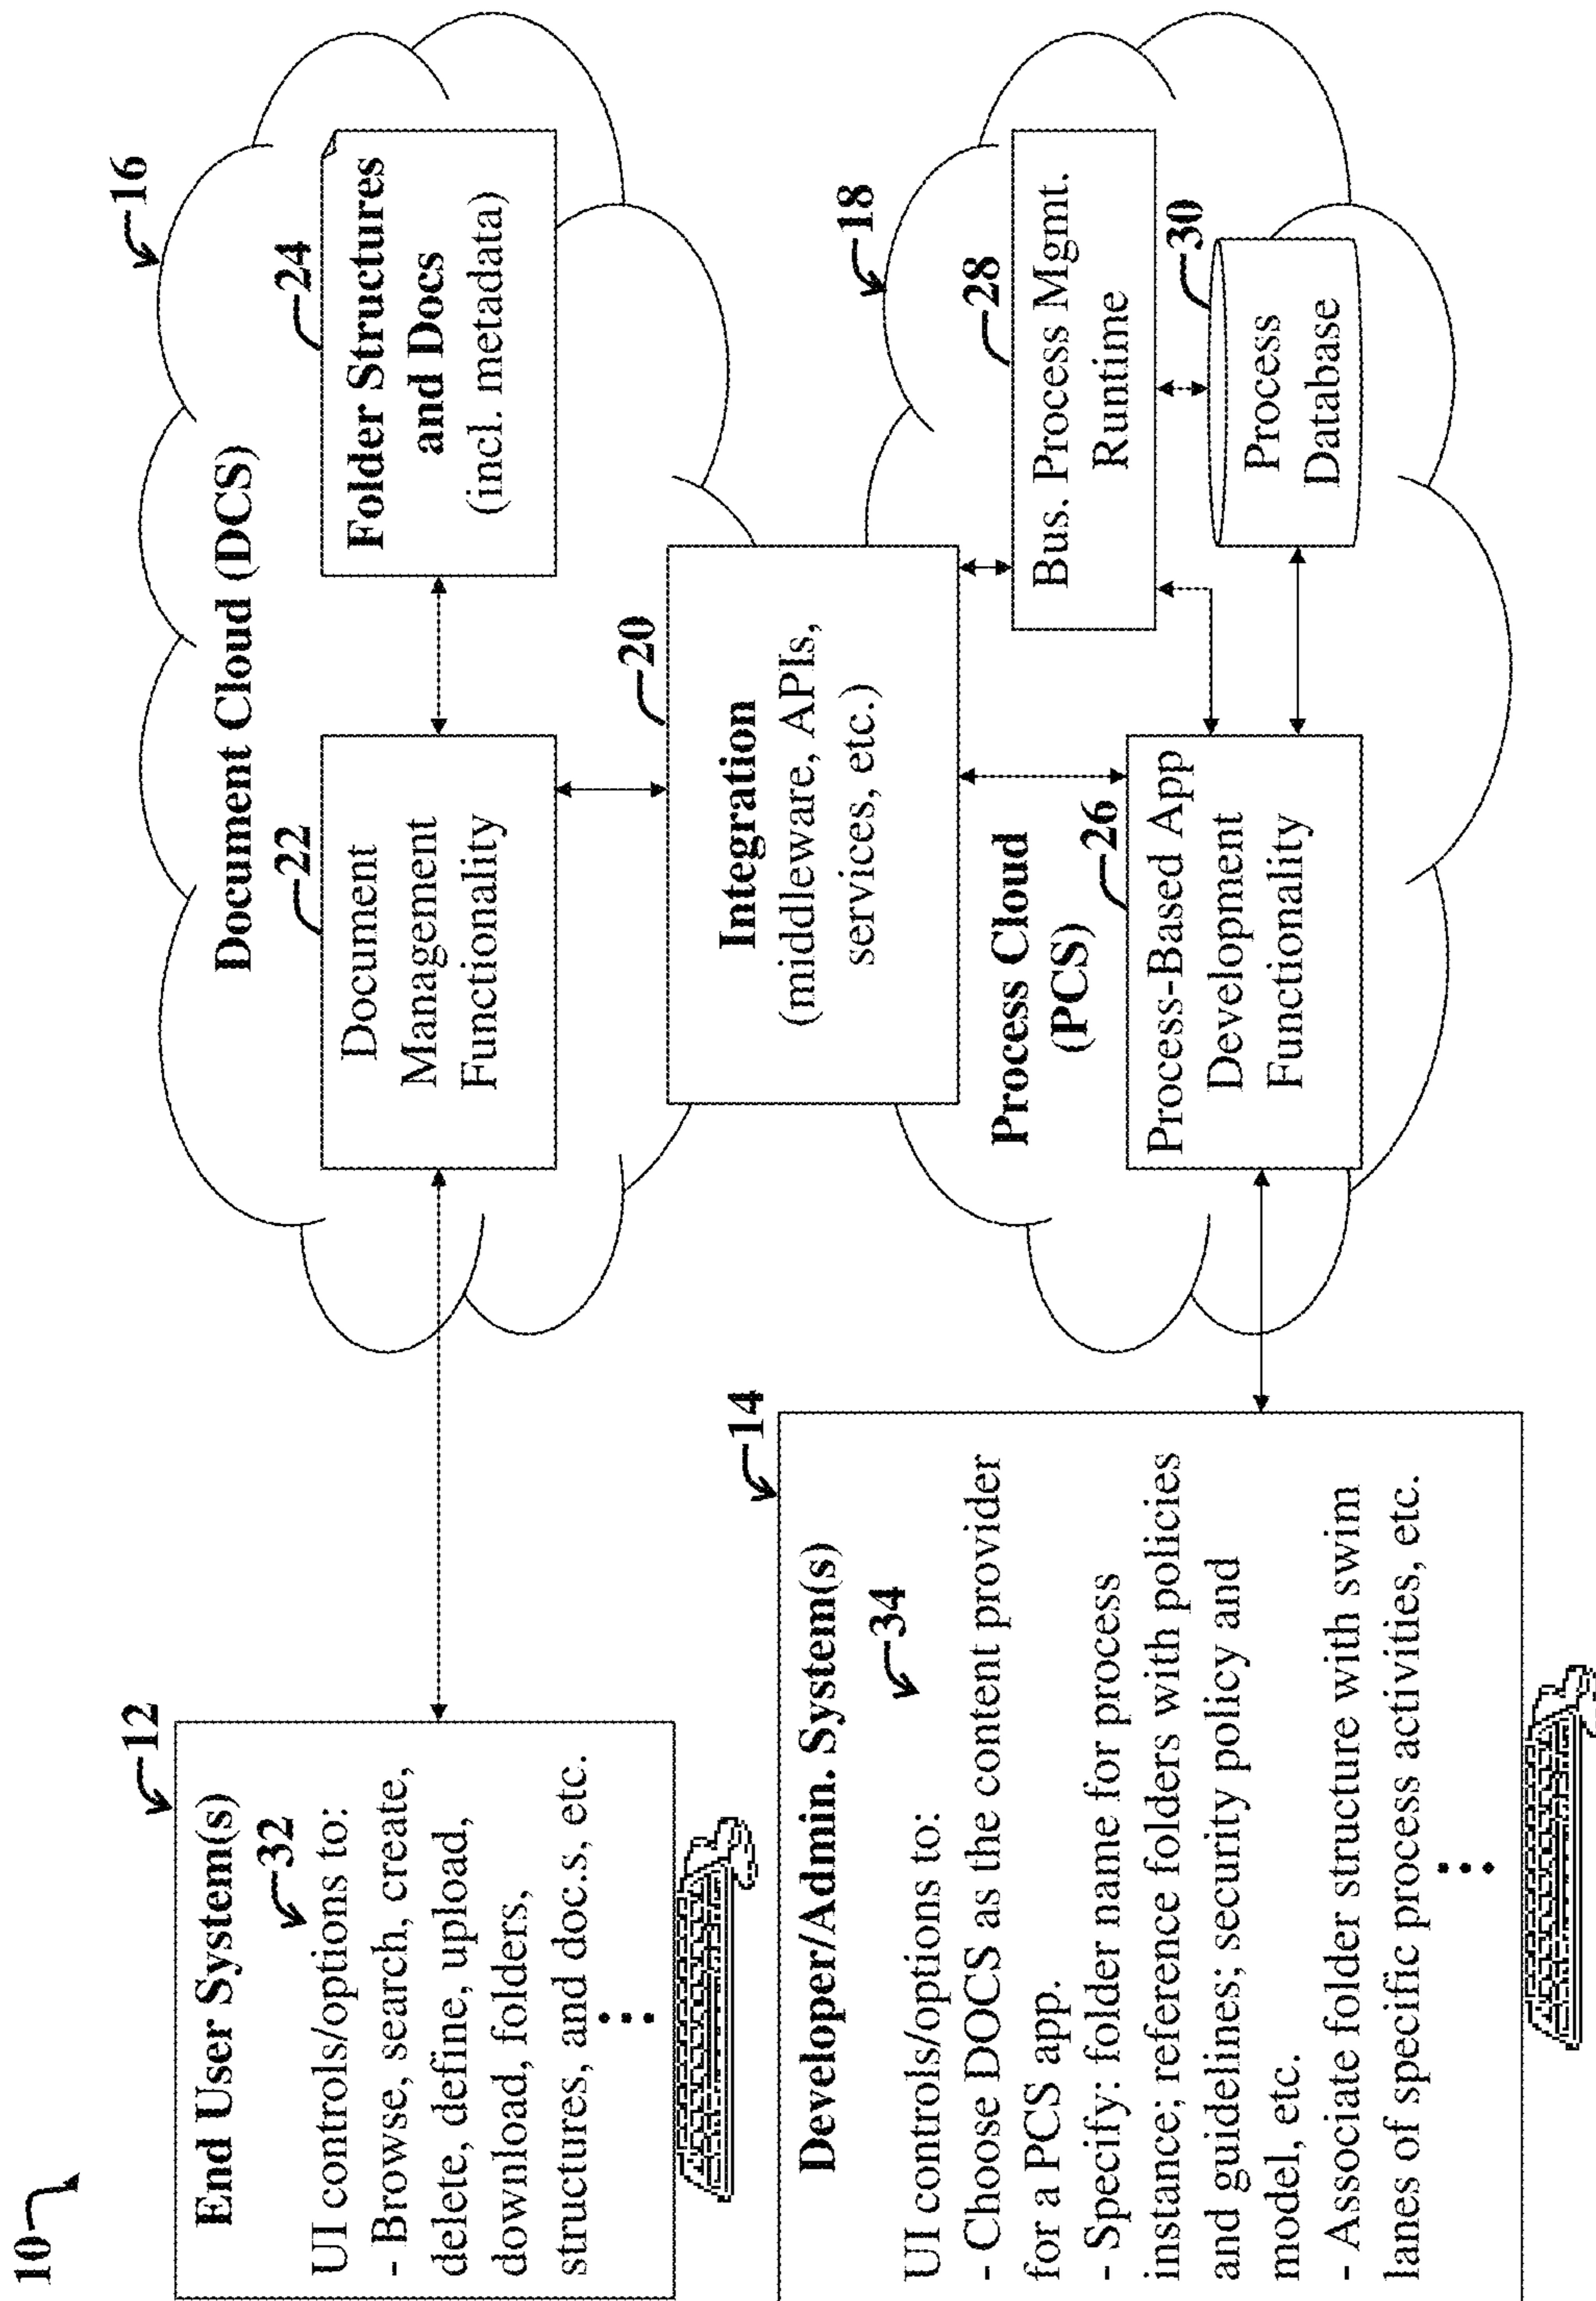 10
12
End User System(s)
32
UI controls/options to:
- Browse, search, create,
delete, define, upload,
download, folders,
structures, and doc.s, etc.
14
Developer/Admin. System(s)
34
UI controls/options to:
- Choose DOCS as the content provider
for a PCS app.
- Specify: folder name for process
instance; reference folders with policies
and guidelines; security policy and
model, etc.
- Associate folder structure with swim
lanes of specific process activities, etc.
16
Document Cloud (DCS)
22
Document
Management
Functionality
24
Folder Structures
and Docs
(incl. metadata)
20
Integration
(middleware, APIs,
services, etc.)
18
Process Cloud
(PCS)
26
Process-Based App
Development
Functionality
28
Bus. Process Mgmt.
Runtime
30
Process
Database